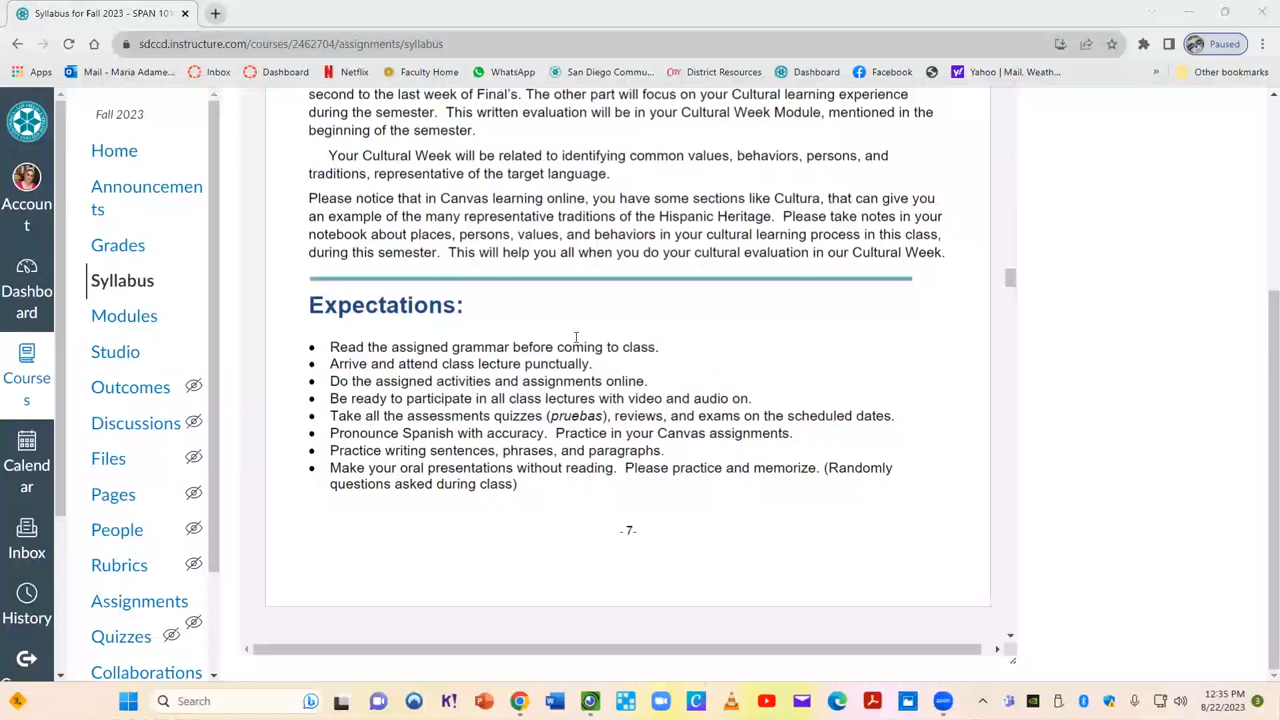 Syllabus for Fall 2023 - SPAN 101
sdccd.instructure.com/courses/2462704/assignments/syllabus
Paused
Apps
Mail - Maria Adame...
Inbox
Dashboard
Netflix
Faculty Home
WhatsApp
San Diego Commu...
District Resources
Dashboard
Facebook
Yahoo | Mail, Weath...
»
Other bookmarks
Accoun
t
Dashbo
ard
Course
s
Calend
ar
Inbox
History
Fall 2023
Home
Announcemen
ts
Grades
Syllabus
Modules
Studio
Outcomes
Discussions
Files
Pages
People
Rubrics
Assignments
Quizzes
Collaborations
second to the last week of Final's. The other part will focus on your Cultural learning experience
during the semester. This written evaluation will be in your Cultural Week Module, mentioned in the
beginning of the semester.
Your Cultural Week will be related to identifying common values, behaviors, persons, and
traditions, representative of the target language.
Please notice that in Canvas learning online, you have some sections like Cultura, that can give you
an example of the many representative traditions of the Hispanic Heritage. Please take notes in your
notebook about places, persons, values, and behaviors in your cultural learning process in this class,
during this semester. This will help you all when you do your cultural evaluation in our Cultural Week.
Expectations:
• Read the assigned grammar before coming to class.
• Arrive and attend class lecture punctually.
• Do the assigned activities and assignments online.
• Be ready to participate in all class lectures with video and audio on.
• Take all the assessments quizzes (pruebas), reviews, and exams on the scheduled dates.
• Pronounce Spanish with accuracy. Practice in your Canvas assignments.
• Practice writing sentences, phrases, and paragraphs.
• Make your oral presentations without reading. Please practice and memorize. (Randomly
questions asked during class)
- 7-
Search
K!
12:35 PM
8/22/2023